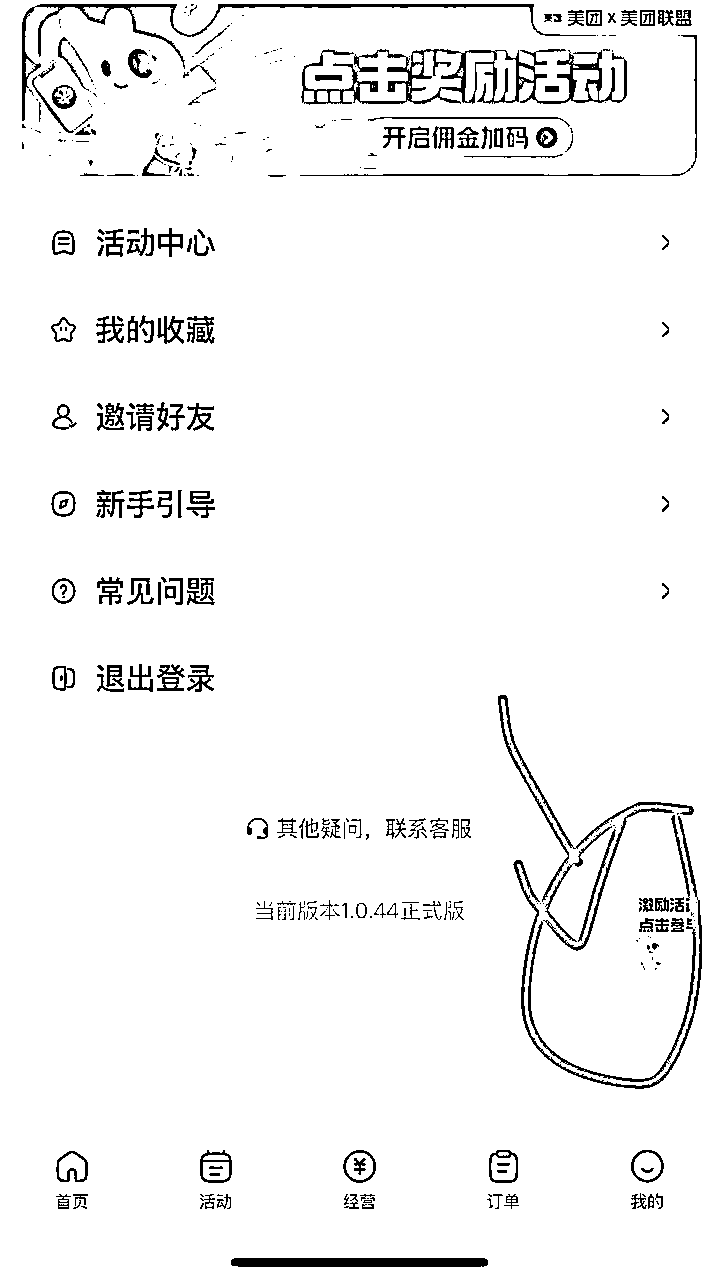 美团 x 美团联盟
点击奖励活动
开启佣金加码
活动中心
我的收藏
邀请好友
新手引导
常见问题
退出登录
其他疑问，联系客服
当前版本1.0.44正式版
激励活动
点击参与
首页
活动
经营
订单
我的